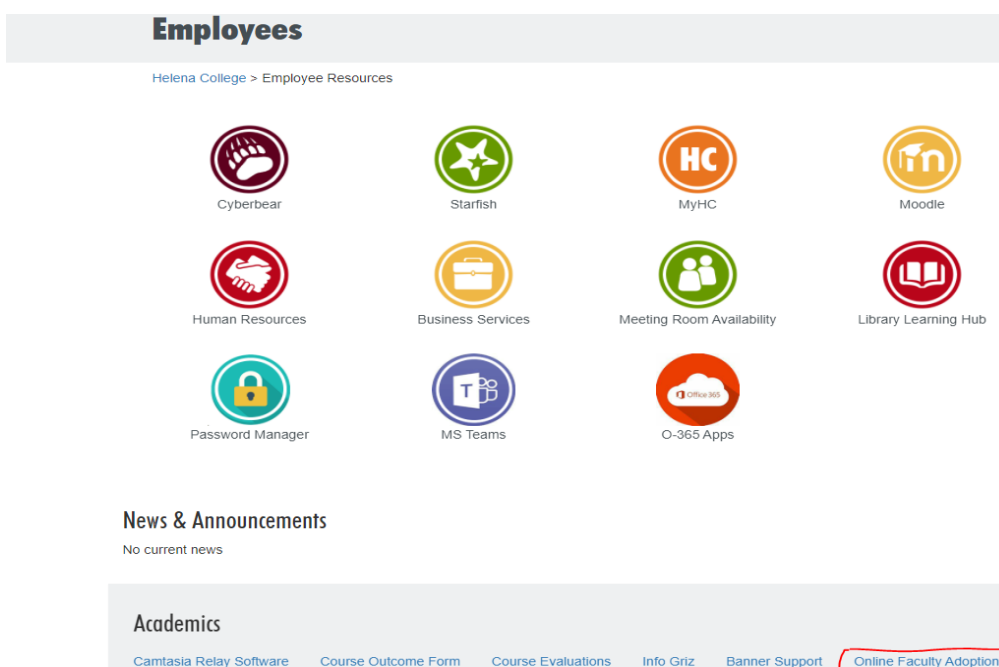 Employees
Helena College > Employee Resources
HC
m
Cyberbear Starfish MyHC Moodle
Human Resources Business Services Meeting Room Availability Library Learning Hub
T
Office 365
Password Manager MS Teams O-365 Apps
News & Announcements
No current news
Academics
Camtasia Relay Software Course Outcome Form Course Evaluations Info Griz Banner Support Online Faculty Adoption